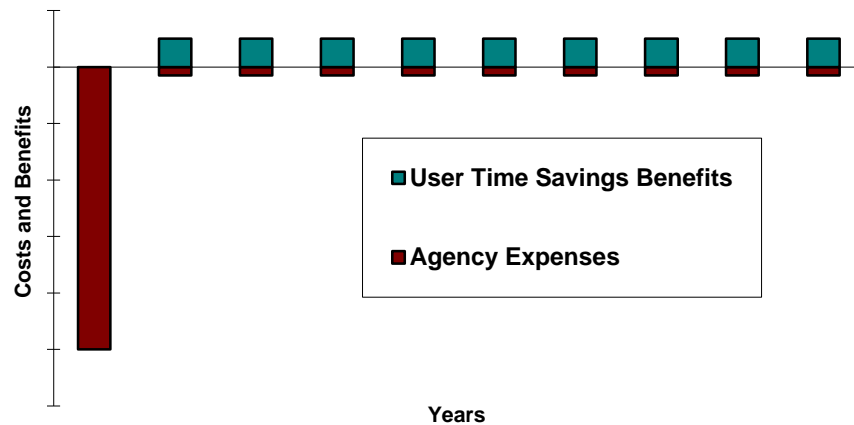 Costs and Benefits
User Time Savings Benefits
Agency Expenses
Years